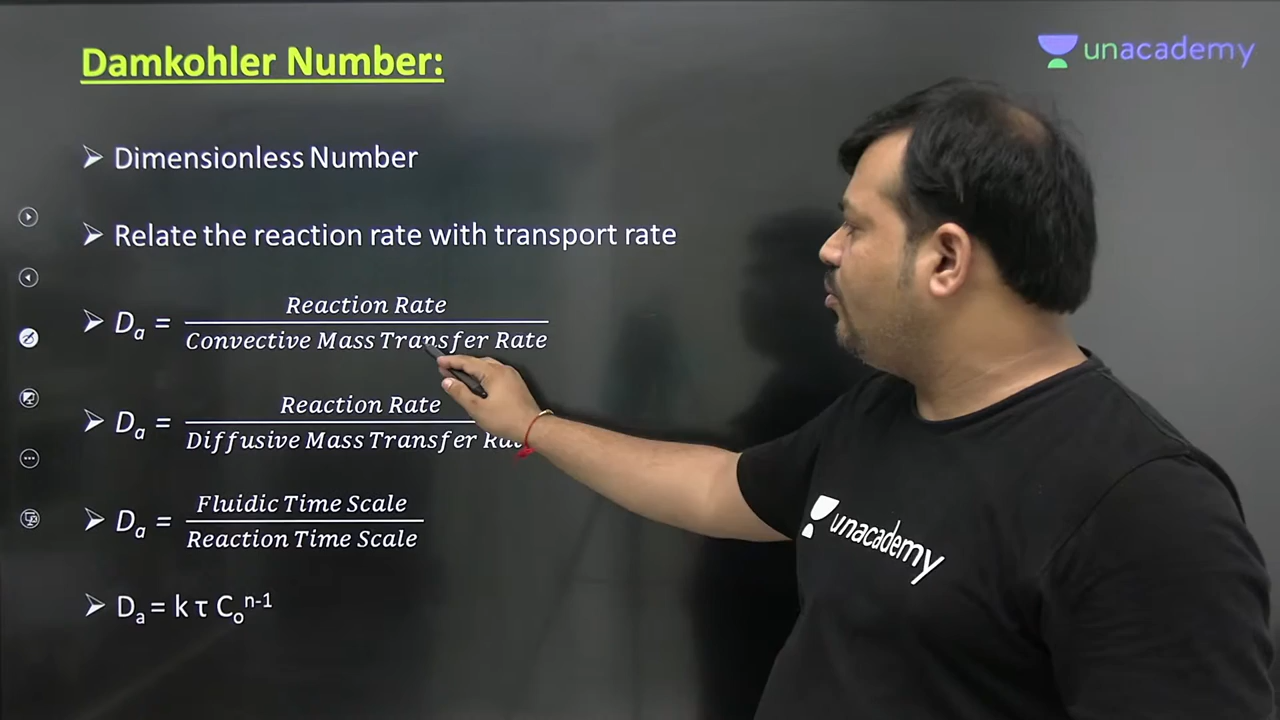 Damkohler Number:
unacademy
➤ Dimensionless Number
➤ Relate the reaction rate with transport rate
➤ Dₐ = Reaction Rate
Convective Mass Transfer Rate
➤ Dₐ = Reaction Rate
Diffusive Mass Transfer
➤ Dₐ = Fluidic Time Scale
Reaction Time Scale
➤ Dₐ = k τ Cₒⁿ⁻¹
unacademy